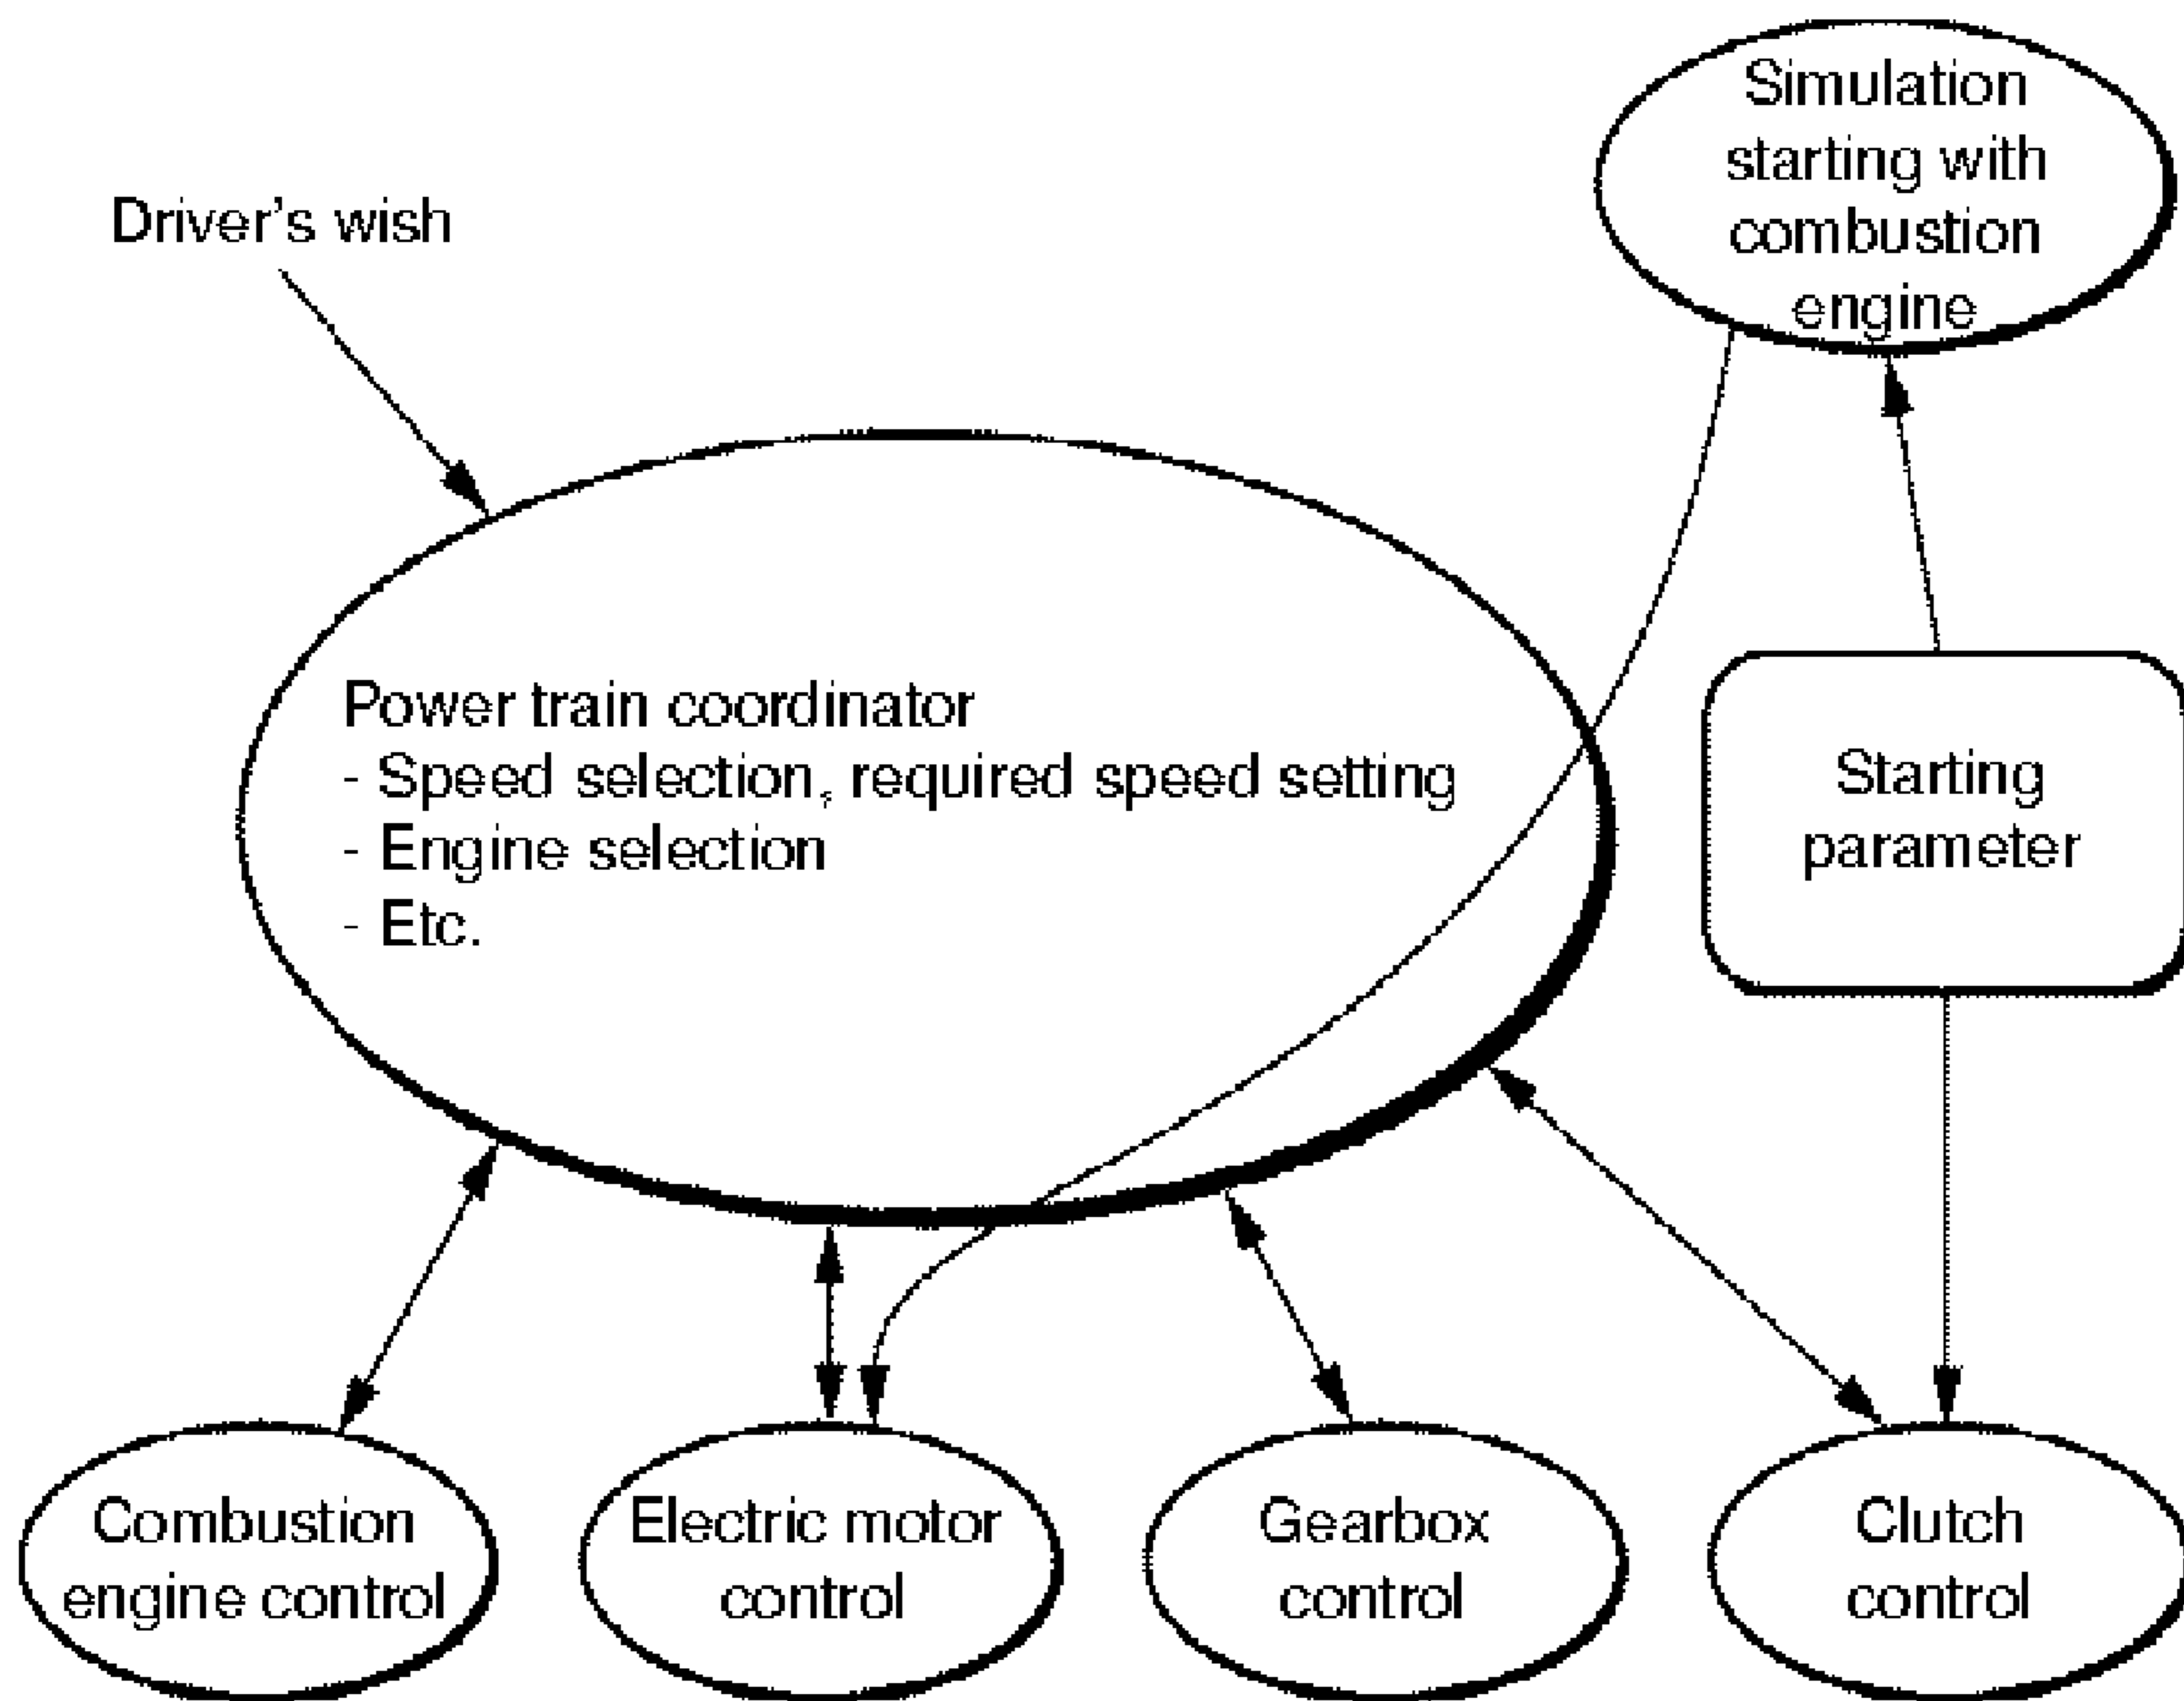 Simulation
starting with
combustion
engine
Driver's wish
Power train coordinator
- Speed selection, required speed setting
- Engine selection
- Etc.
Starting
parameter
Combustion
engine control
Electric motor
control
Gearbox
control
Clutch
control